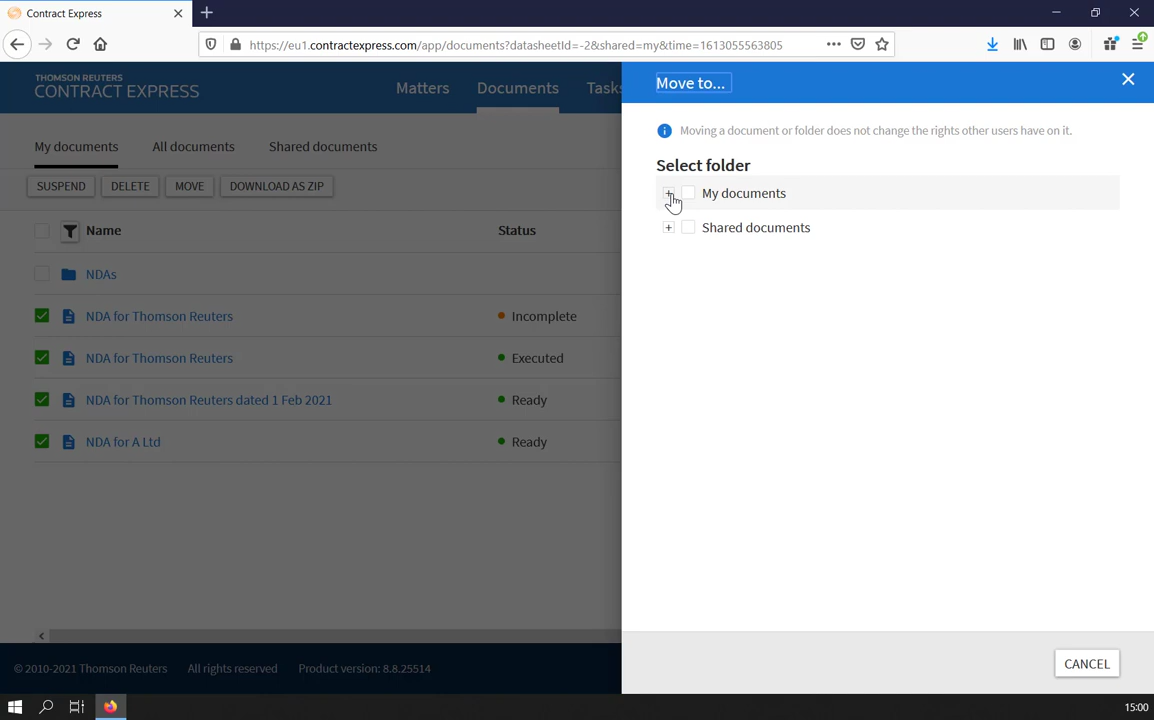 Contract Express
https://eu1.contractexpress.com/app/documents?datasheetId=-2&shared=my&time=1613055563805
THOMSON REUTERS
CONTRACT EXPRESS
Matters
Documents
Tasks
Move to...
Moving a document or folder does not change the rights other users have on it.
My documents
All documents
Shared documents
SUSPEND
DELETE
MOVE
DOWNLOAD AS ZIP
Select folder
My documents
Shared documents
Name
Status
NDAs
NDA for Thomson Reuters
Incomplete
NDA for Thomson Reuters
Executed
NDA for Thomson Reuters dated 1 Feb 2021
Ready
NDA for A Ltd
Ready
CANCEL
© 2010-2021 Thomson Reuters
All rights reserved
Product version: 8.8.25514
15:00